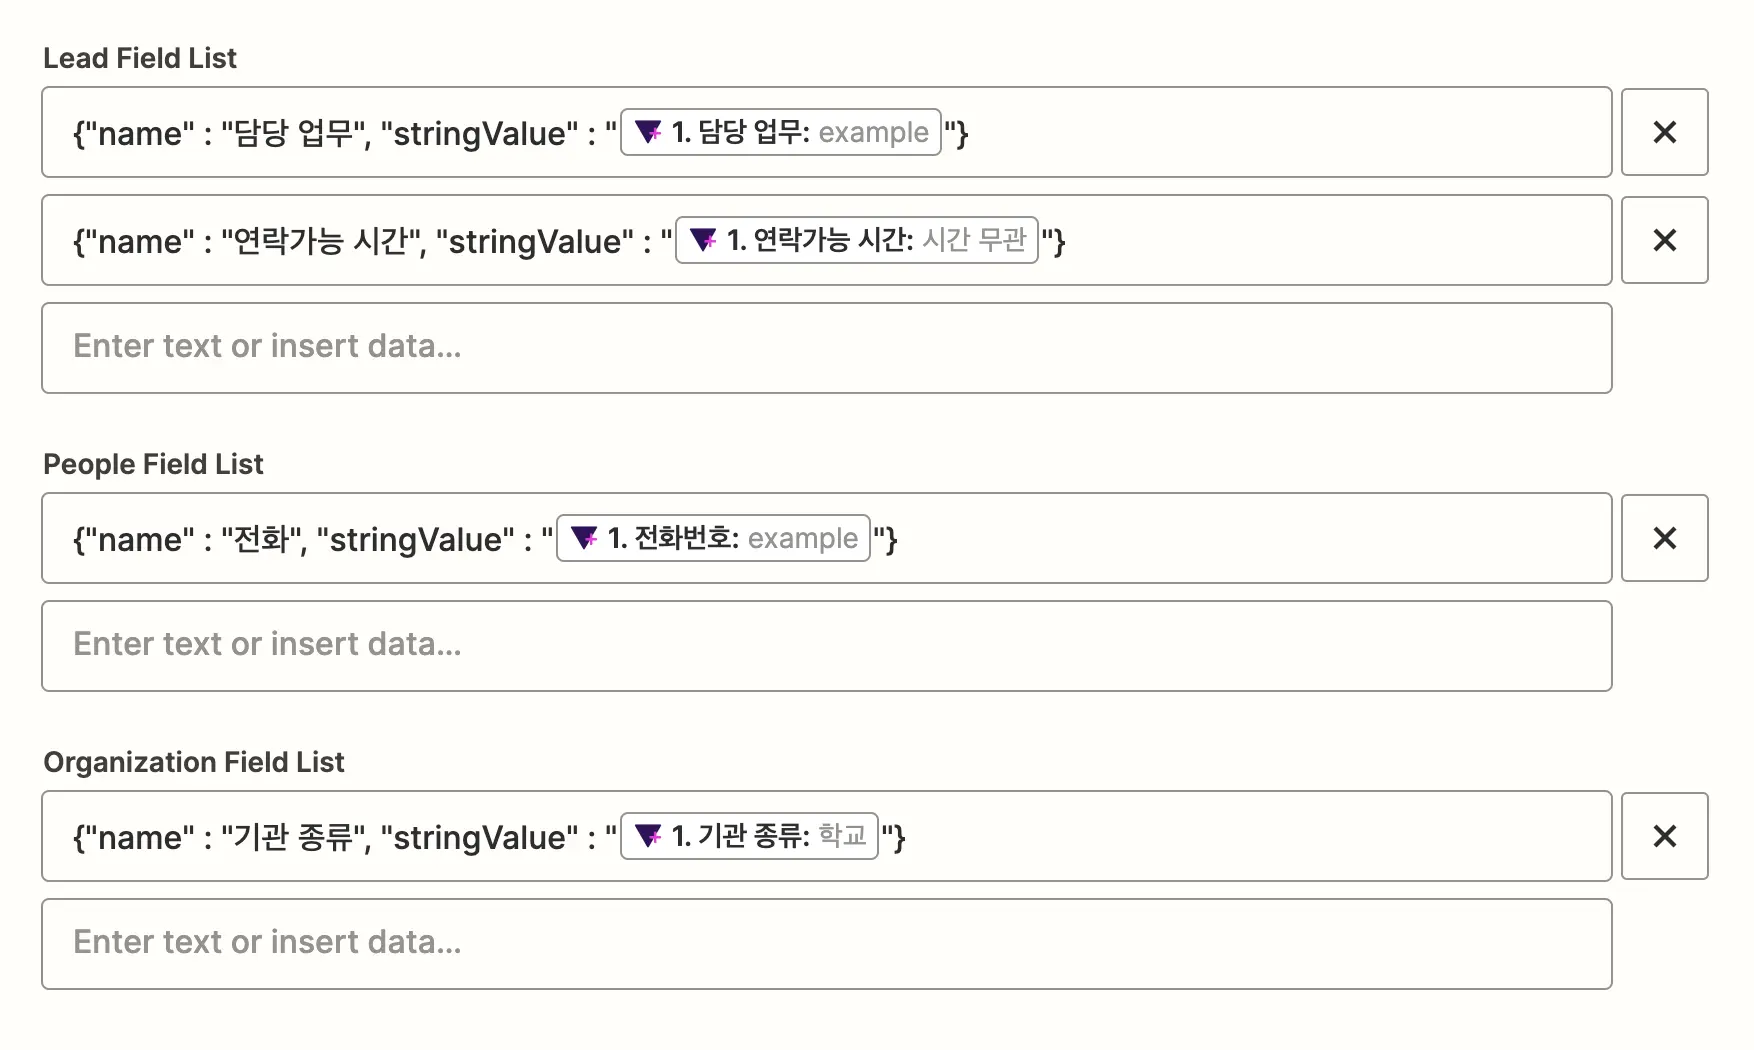 Lead Field List
{"name" : "담당 업무", "stringValue" : "1. 담당 업무: example"}
{"name" : "연락가능 시간", "stringValue" : "1. 연락가능 시간: 시간 무관"}
Enter text or insert data...
People Field List
{"name" : "전화", "stringValue" : "1. 전화번호: example"}
Enter text or insert data...
Organization Field List
{"name" : "기관 종류", "stringValue" : "1. 기관 종류: 학교"}
Enter text or insert data...